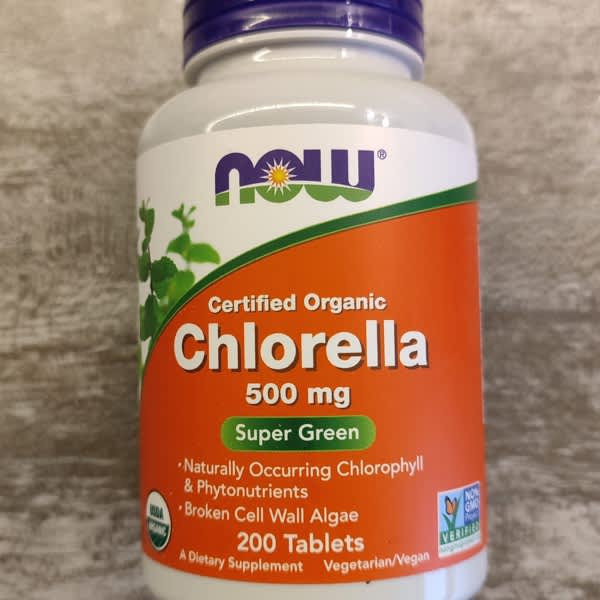 NOW®
Certified Organic
Chlorella
500 mg
Super Green
•Naturally Occurring Chlorophyll
& Phytonutrients
•Broken Cell Wall Algae
USDA
ORGANIC
NON
GMO
Project
VERIFIED
200 Tablets
A Dietary Supplement Vegetarian/Vegan